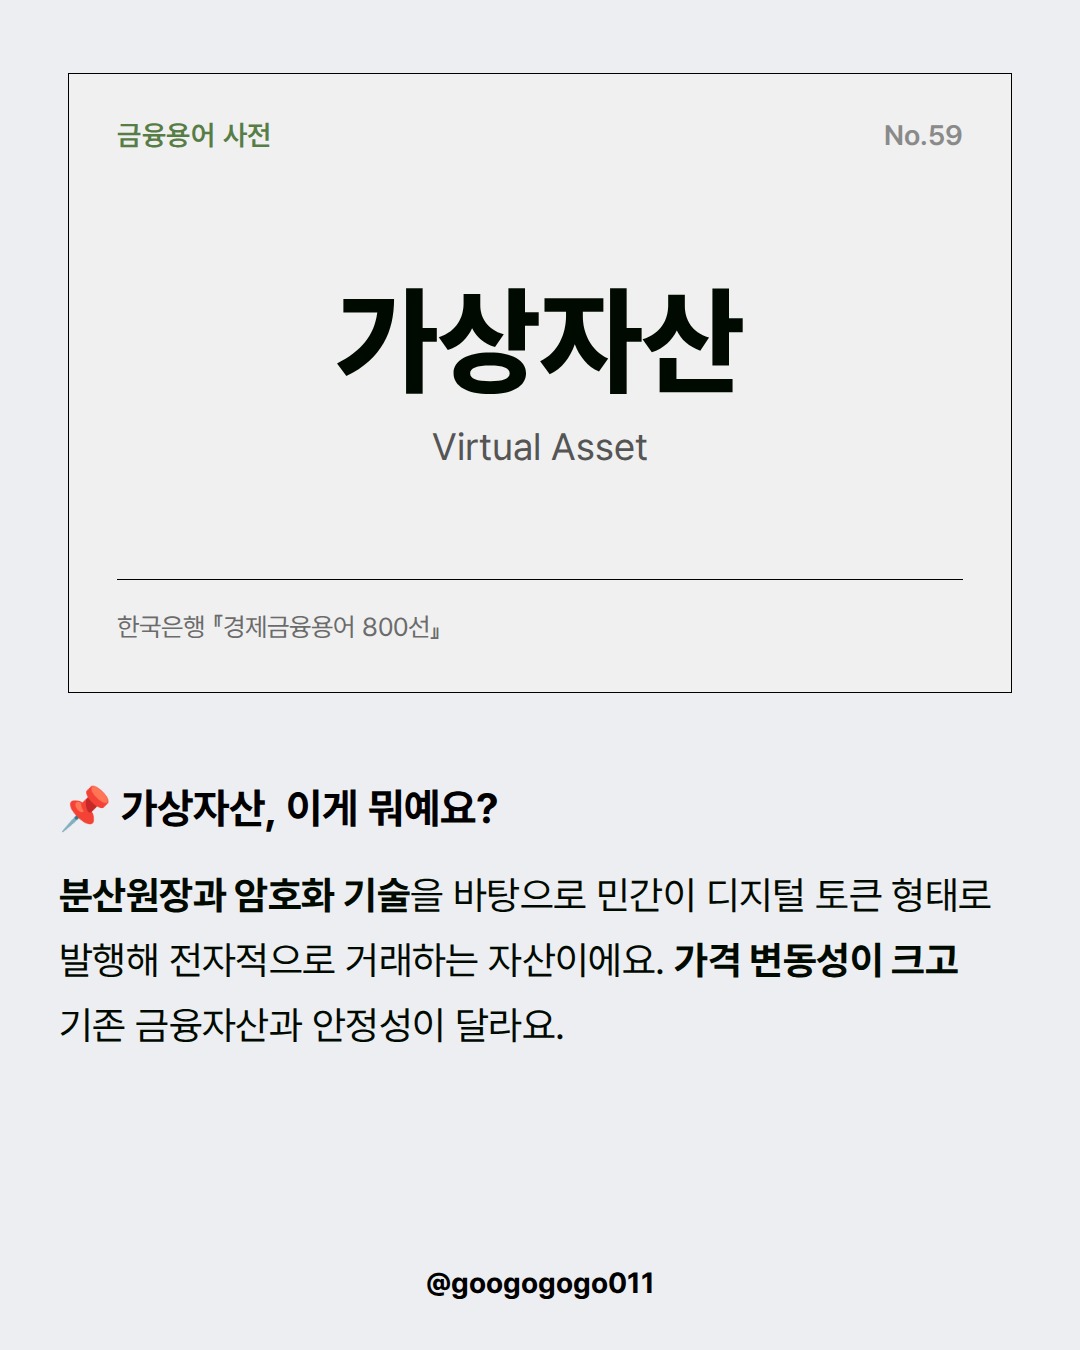 금융용어 사전
No.59
가상자산
Virtual Asset
한국은행 『경제금융용어 800선』
📌 가상자산, 이게 뭐예요?
분산원장과 암호화 기술을 바탕으로 민간이 디지털 토큰 형태로
발행해 전자적으로 거래하는 자산이에요. 가격 변동성이 크고
기존 금융자산과 안정성이 달라요.
@googogogo011